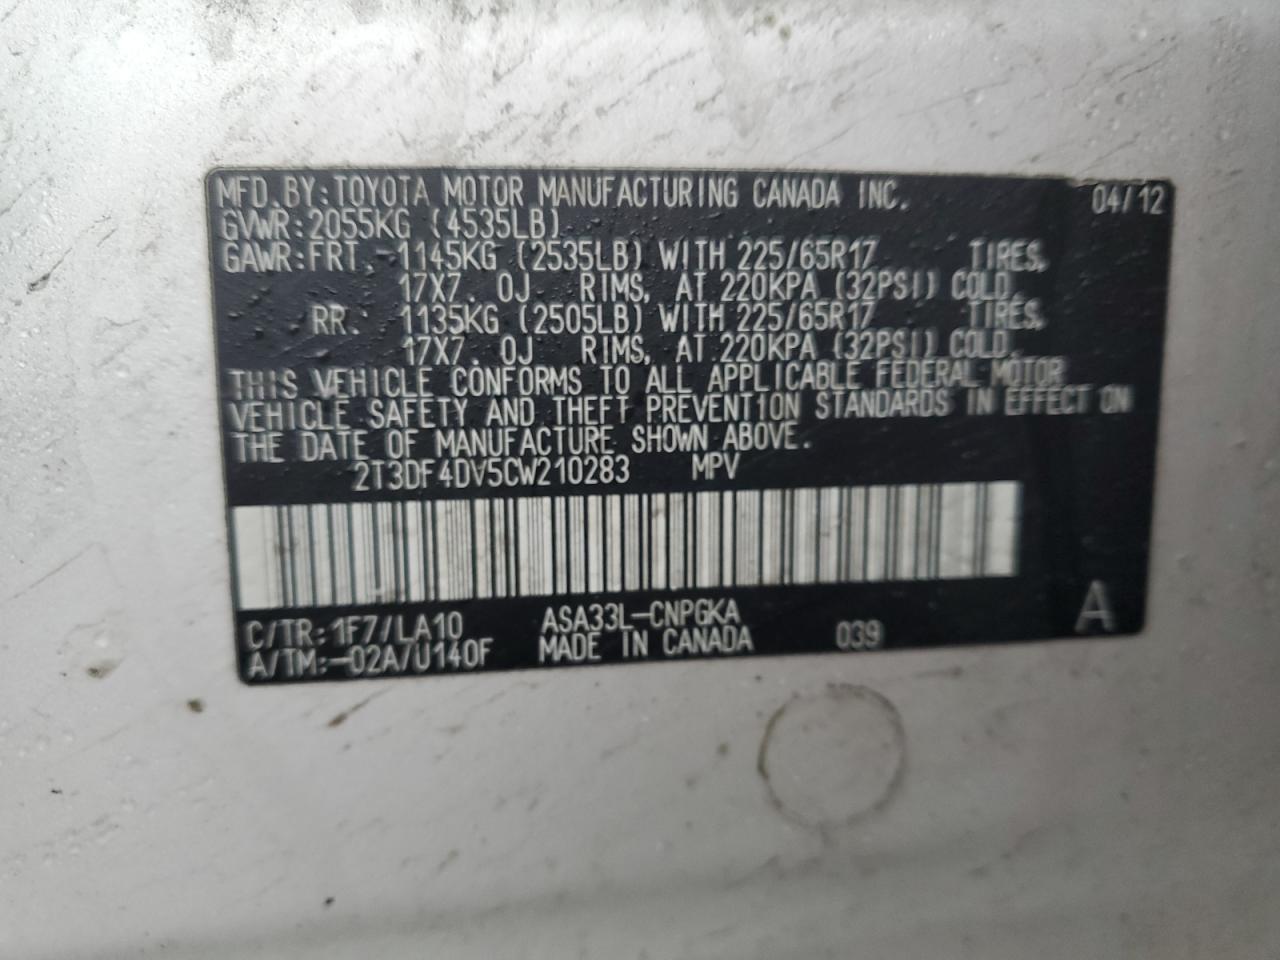 MFD.BY:TOYOTA MOTOR MANUFACTURING CANADA INC. 04/12
GVWR:2055KG (4535LB)
GAWR:FRT. 1145KG (2535LB) WITH 225/65R17 TIRES,
17X7.0J RIMS, AT 220KPA (32PSI) COLD.
RR. 1135KG (2505LB) WITH 225/65R17 TIRES,
17X7.0J RIMS, AT 220KPA (32PSI) COLD.
THIS VEHICLE CONFORMS TO ALL APPLICABLE FEDERAL MOTOR
VEHICLE SAFETY AND THEFT PREVENTION STANDARDS IN EFFECT ON
THE DATE OF MANUFACTURE SHOWN ABOVE.
2T3DF4DV5CW210283 MPV
C/TR:1F7/LA10 ASA33L-CNPGKA
A/TM:-02A/U140F MADE IN CANADA 039 A